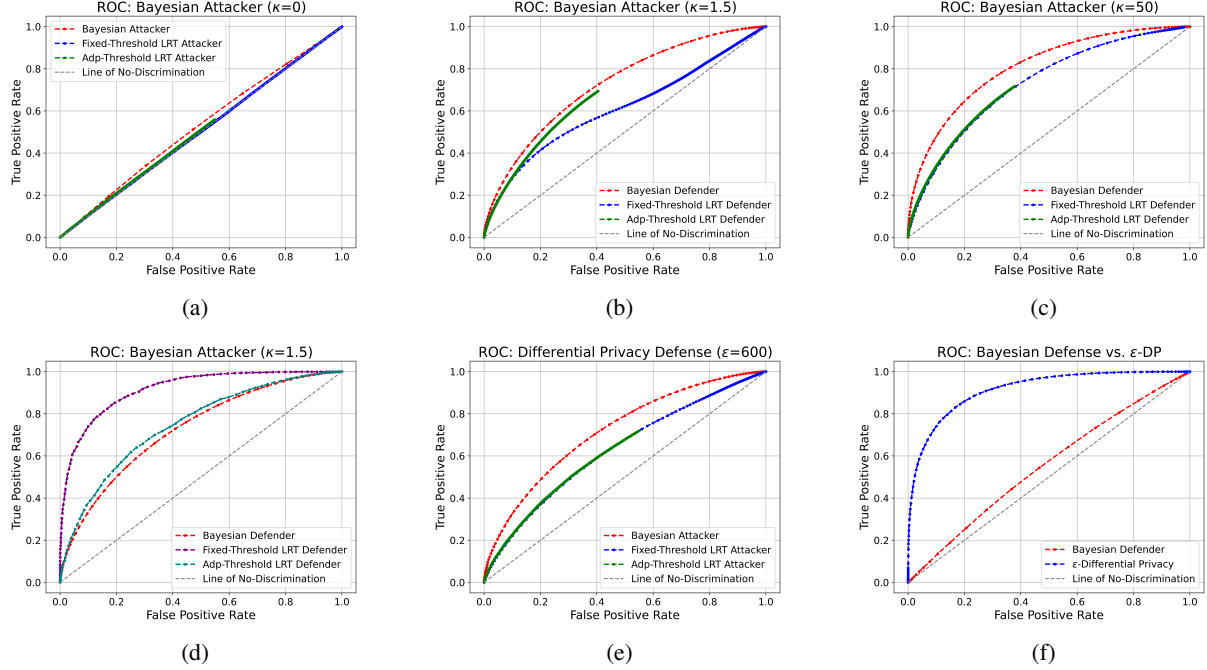 ROC: Bayesian Attacker (κ=0)
True Positive Rate
1.0
0.8
0.6
0.4
0.2
0.0
Bayesian Attacker
Fixed-Threshold LRT Attacker
Adp-Threshold LRT Attacker
Line of No-Discrimination
0.0 0.2 0.4 0.6 0.8 1.0
False Positive Rate
(a)
ROC: Bayesian Attacker (κ=1.5)
True Positive Rate
1.0
0.8
0.6
0.4
0.2
0.0
Bayesian Defender
Fixed-Threshold LRT Defender
Adp-Threshold LRT Defender
Line of No-Discrimination
0.0 0.2 0.4 0.6 0.8 1.0
False Positive Rate
(b)
ROC: Bayesian Attacker (κ=50)
True Positive Rate
1.0
0.8
0.6
0.4
0.2
0.0
Bayesian Defender
Fixed-Threshold LRT Defender
Adp-Threshold LRT Defender
Line of No-Discrimination
0.0 0.2 0.4 0.6 0.8 1.0
False Positive Rate
(c)
ROC: Bayesian Attacker (κ=1.5)
True Positive Rate
1.0
0.8
0.6
0.4
0.2
0.0
Bayesian Defender
Fixed-Threshold LRT Defender
Adp-Threshold LRT Defender
Line of No-Discrimination
0.0 0.2 0.4 0.6 0.8 1.0
False Positive Rate
(d)
ROC: Differential Privacy Defense (ε=600)
True Positive Rate
1.0
0.8
0.6
0.4
0.2
0.0
Bayesian Attacker
Fixed-Threshold LRT Attacker
Adp-Threshold LRT Attacker
Line of No-Discrimination
0.0 0.2 0.4 0.6 0.8 1.0
False Positive Rate
(e)
ROC: Bayesian Defense vs. ε-DP
True Positive Rate
1.0
0.8
0.6
0.4
0.2
0.0
Bayesian Defender
ε-Differential Privacy
Line of No-Discrimination
0.0 0.2 0.4 0.6 0.8 1.0
False Positive Rate
(f)